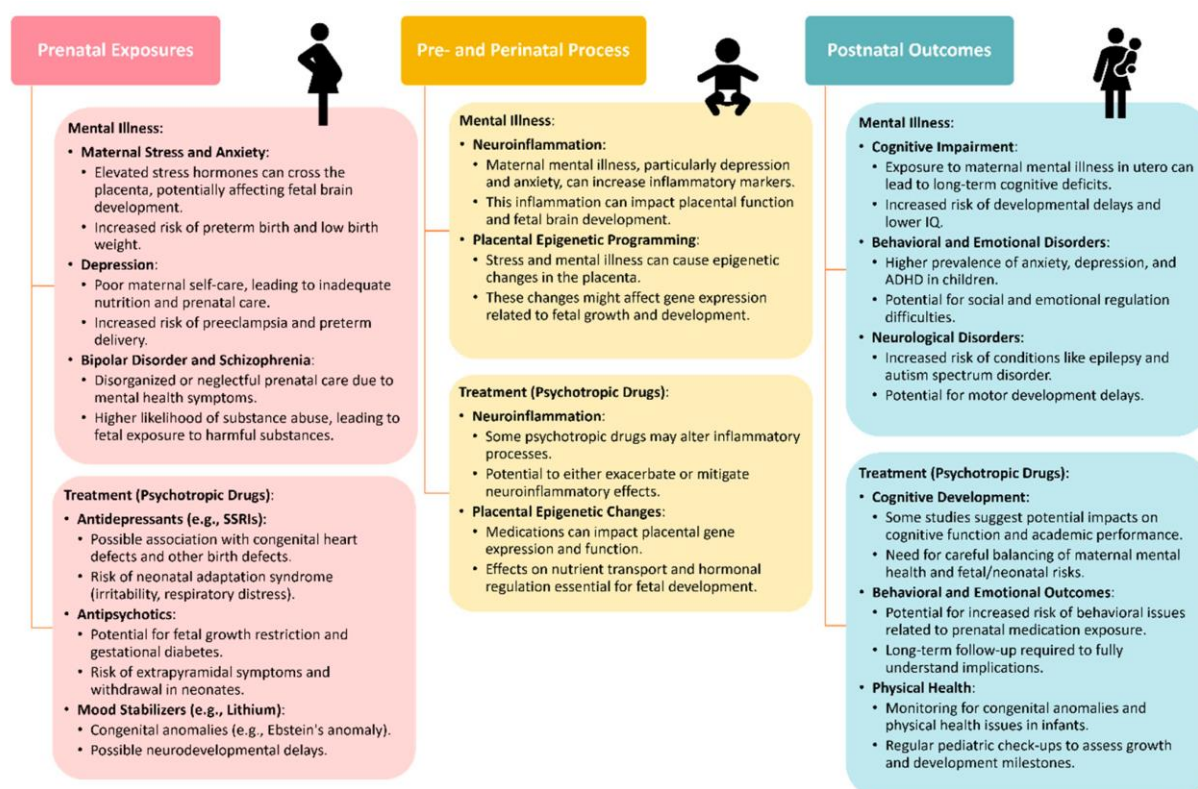 Prenatal Exposures
Mental Illness:
• Maternal Stress and Anxiety:
• Elevated stress hormones can cross the
placenta, potentially affecting fetal brain
development.
• Increased risk of preterm birth and low birth
weight.
• Depression:
• Poor maternal self-care, leading to inadequate
nutrition and prenatal care.
• Increased risk of preeclampsia and preterm
delivery.
• Bipolar Disorder and Schizophrenia:
• Disorganized or neglectful prenatal care due to
mental health symptoms.
• Higher likelihood of substance abuse, leading to
fetal exposure to harmful substances.
Treatment (Psychotropic Drugs):
• Antidepressants (e.g., SSRIs):
• Possible association with congenital heart
defects and other birth defects.
• Risk of neonatal adaptation syndrome
(irritability, respiratory distress).
• Antipsychotics:
• Potential for fetal growth restriction and
gestational diabetes.
• Risk of extrapyramidal symptoms and
withdrawal in neonates.
• Mood Stabilizers (e.g., Lithium):
• Congenital anomalies (e.g., Ebstein's anomaly).
• Possible neurodevelopmental delays.
Pre- and Perinatal Process
Mental Illness:
• Neuroinflammation:
• Maternal mental illness, particularly depression
and anxiety, can increase inflammatory markers.
• This inflammation can impact placental function
and fetal brain development.
• Placental Epigenetic Programming:
• Stress and mental illness can cause epigenetic
changes in the placenta.
• These changes might affect gene expression
related to fetal growth and development.
Treatment (Psychotropic Drugs):
• Neuroinflammation:
• Some psychotropic drugs may alter inflammatory
processes.
• Potential to either exacerbate or mitigate
neuroinflammatory effects.
• Placental Epigenetic Changes:
• Medications can impact placental gene
expression and function.
• Effects on nutrient transport and hormonal
regulation essential for fetal development.
Postnatal Outcomes
Mental Illness:
• Cognitive Impairment:
• Exposure to maternal mental illness in utero can
lead to long-term cognitive deficits.
• Increased risk of developmental delays and
lower IQ.
• Behavioral and Emotional Disorders:
• Higher prevalence of anxiety, depression, and
ADHD in children.
• Potential for social and emotional regulation
difficulties.
• Neurological Disorders:
• Increased risk of conditions like epilepsy and
autism spectrum disorder.
• Potential for motor development delays.
Treatment (Psychotropic Drugs):
• Cognitive Development:
• Some studies suggest potential impacts on
cognitive function and academic performance.
• Need for careful balancing of maternal mental
health and fetal/neonatal risks.
• Behavioral and Emotional Outcomes:
• Potential for increased risk of behavioral issues
related to prenatal medication exposure.
• Long-term follow-up required to fully
understand implications.
• Physical Health:
• Monitoring for congenital anomalies and
physical health issues in infants.
• Regular pediatric check-ups to assess growth
and development milestones.